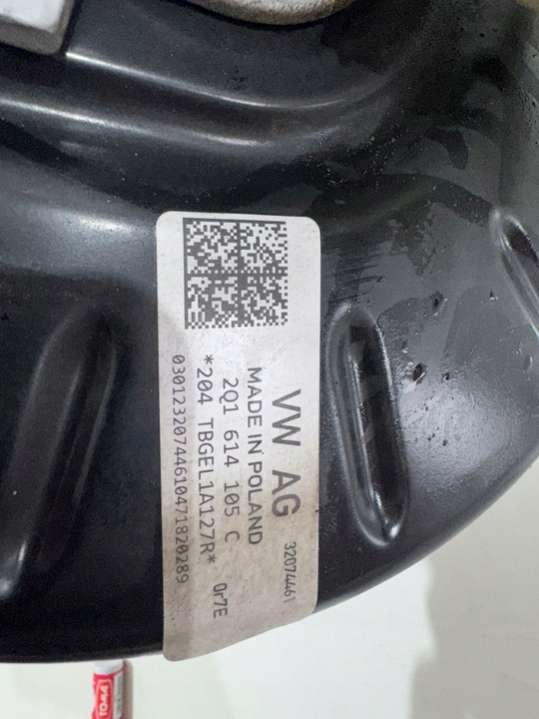 VW AG 32074461
MADE IN POLAND
2Q1 614 105 C
*204 TBGEL1A127R* 0r7E
03012320744610471820289